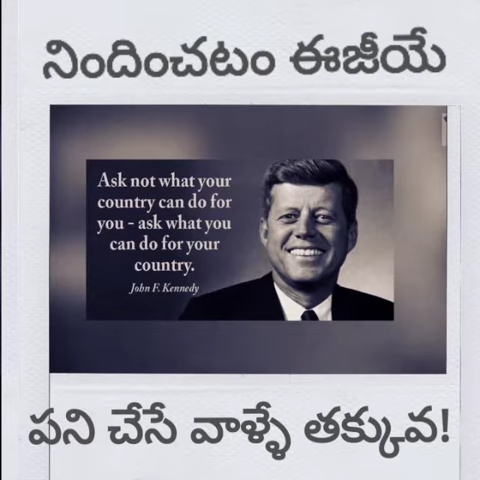 నిందించటం ఈజీయే
Ask not what your
country can do for
you - ask what you
can do for your
country.
John F. Kennedy
పని చేసే వాళ్ళే తక్కువ!